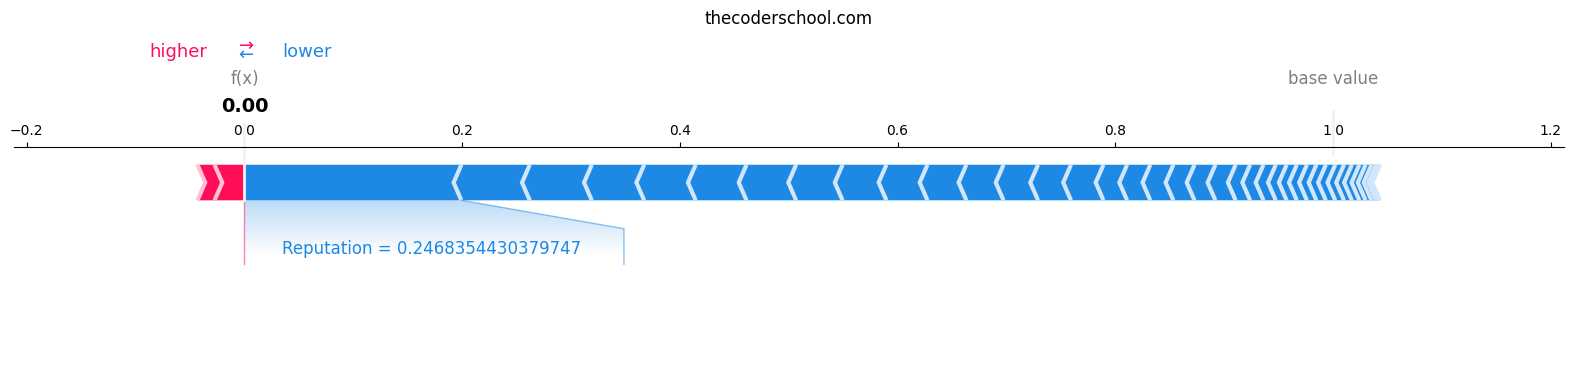 thecoderschool.com
higher ⇄ lower
f(x) base value
0.00
−0.2 0.0 0.2 0.4 0.6 0.8 1.0 1.2
Reputation = 0.2468354430379747